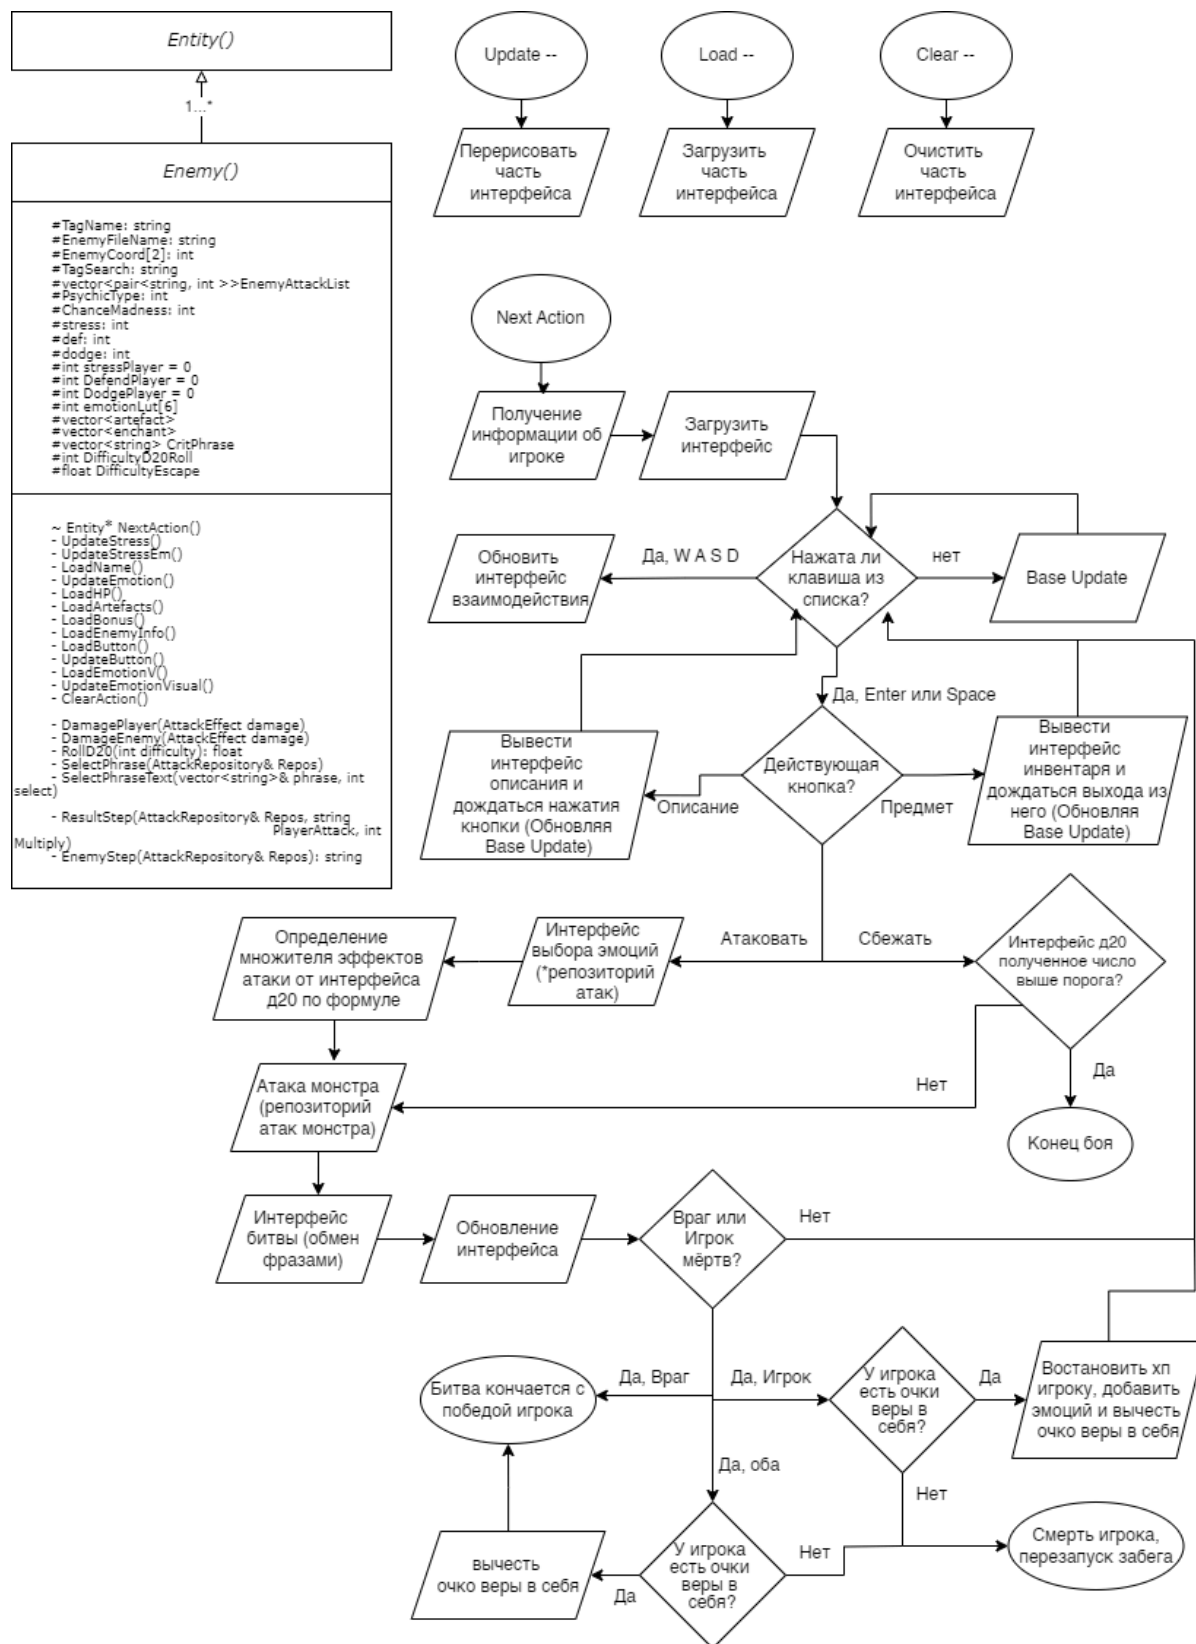 Entity()
1...*
Enemy()
#TagName: string
#EnemyFileName: string
#EnemyCoord[2]: int
#TagSearch: string
#vector<pair<string, int >>EnemyAttackList
#PsychicType: int
#ChanceMadness: int
#stress: int
#def: int
#dodge: int
#int stressPlayer = 0
#int DefendPlayer = 0
#int DodgePlayer = 0
#int emotionLut[6]
#vector<artefact>
#vector<enchant>
#vector<string> CritPhrase
#int DifficultyD20Roll
#float DifficultyEscape
~ Entity* NextAction()
- UpdateStress()
- UpdateStressEm()
- LoadName()
- UpdateEmotion()
- LoadHP()
- LoadArtefacts()
- LoadBonus()
- LoadEnemyInfo()
- LoadButton()
- UpdateButton()
- LoadEmotionV()
- UpdateEmotionVisual()
- ClearAction()
- DamagePlayer(AttackEffect damage)
- DamageEnemy(AttackEffect damage)
- RollD20(int difficulty): float
- SelectPhrase(AttackRepository& Repos)
- SelectPhraseText(vector<string>& phrase, int
select)
- ResultStep(AttackRepository& Repos, string
PlayerAttack, int
Multiply)
- EnemyStep(AttackRepository& Repos): string
Update --
Перерисовать
часть
интерфейса
Load --
Загрузить
часть
интерфейса
Clear --
Очистить
часть
интерфейса
Next Action
Получение
информации об
игроке
Загрузить
интерфейс
Нажата ли
клавиша из
списка?
нет
Base Update
Да, W A S D
Обновить
интерфейс
взаимодействия
Да, Enter или Space
Действующая
кнопка?
Описание
Вывести
интерфейс
описания и
дождаться нажатия
кнопки (Обновляя
Base Update)
Предмет
Вывести
интерфейс
инвентаря и
дождаться выхода из
него (Обновляя
Base Update)
Атаковать
Сбежать
Интерфейс
выбора эмоций
(*репозиторий
атак)
Определение
множителя эффектов
атаки от интерфейса
д20 по формуле
Интерфейс д20
полученное число
выше порога?
Да
Конец боя
Нет
Атака монстра
(репозиторий
атак монстра)
Интерфейс
битвы (обмен
фразами)
Обновление
интерфейса
Враг или
Игрок
мёртв?
Нет
Да, Враг
Битва кончается с
победой игрока
Да, Игрок
У игрока
есть очки
веры в
себя?
Да
Востановить хп
игроку, добавить
эмоций и вычесть
очко веры в себя
Да, оба
Нет
У игрока
есть очки
веры в
себя?
Нет
Смерть игрока,
перезапуск забега
Да
вычесть
очко веры в себя